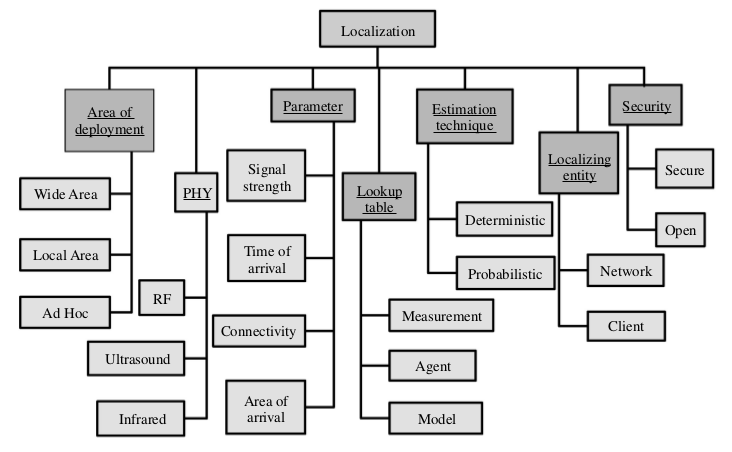 Localization
Area of
deployment
Wide Area
Local Area
Ad Hoc
PHY
RF
Ultrasound
Infrared
Parameter
Signal
strength
Time of
arrival
Connectivity
Area of
arrival
Lookup
table
Measurement
Agent
Model
Estimation
technique
Deterministic
Probabilistic
Localizing
entity
Network
Client
Security
Secure
Open